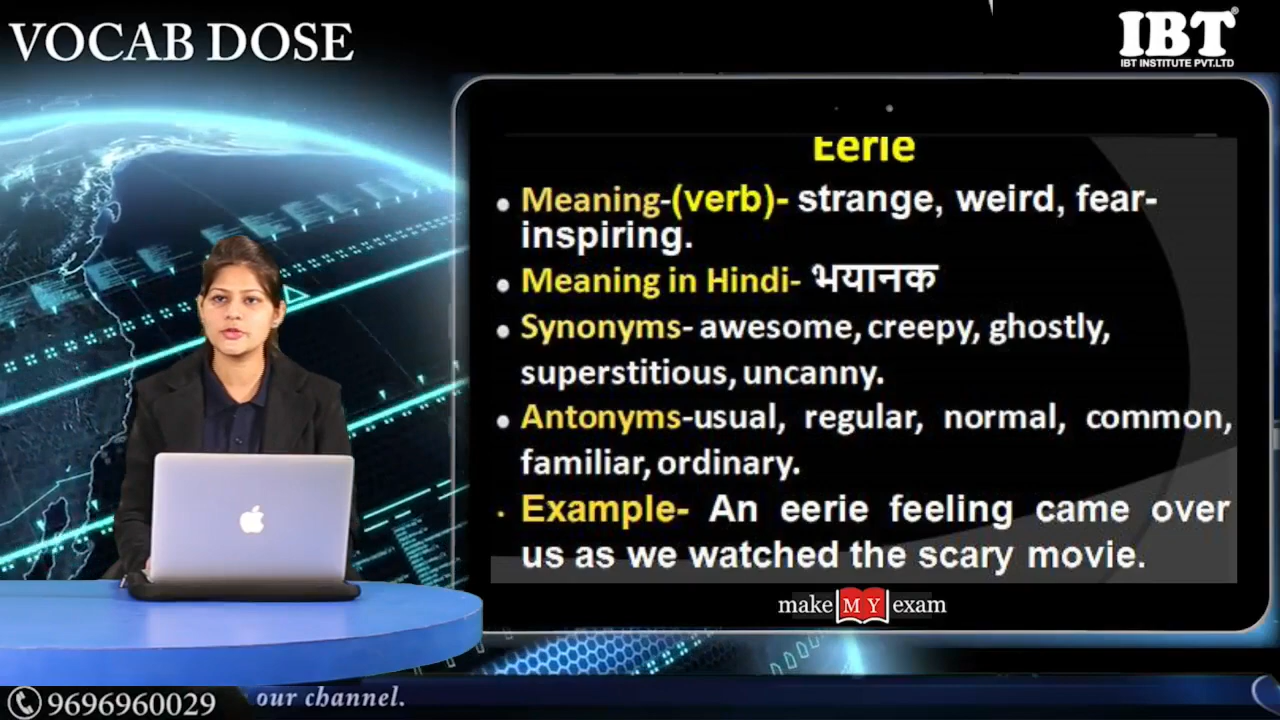 VOCAB DOSE
IBT®
IBT INSTITUTE PVT.LTD
Eerie
• Meaning-(verb)- strange, weird, fear-
inspiring.
• Meaning in Hindi- भयानक
• Synonyms- awesome, creepy, ghostly,
superstitious, uncanny.
• Antonyms-usual, regular, normal, common,
familiar, ordinary.
• Example- An eerie feeling came over
us as we watched the scary movie.
make MY exam
9696960029
our channel.